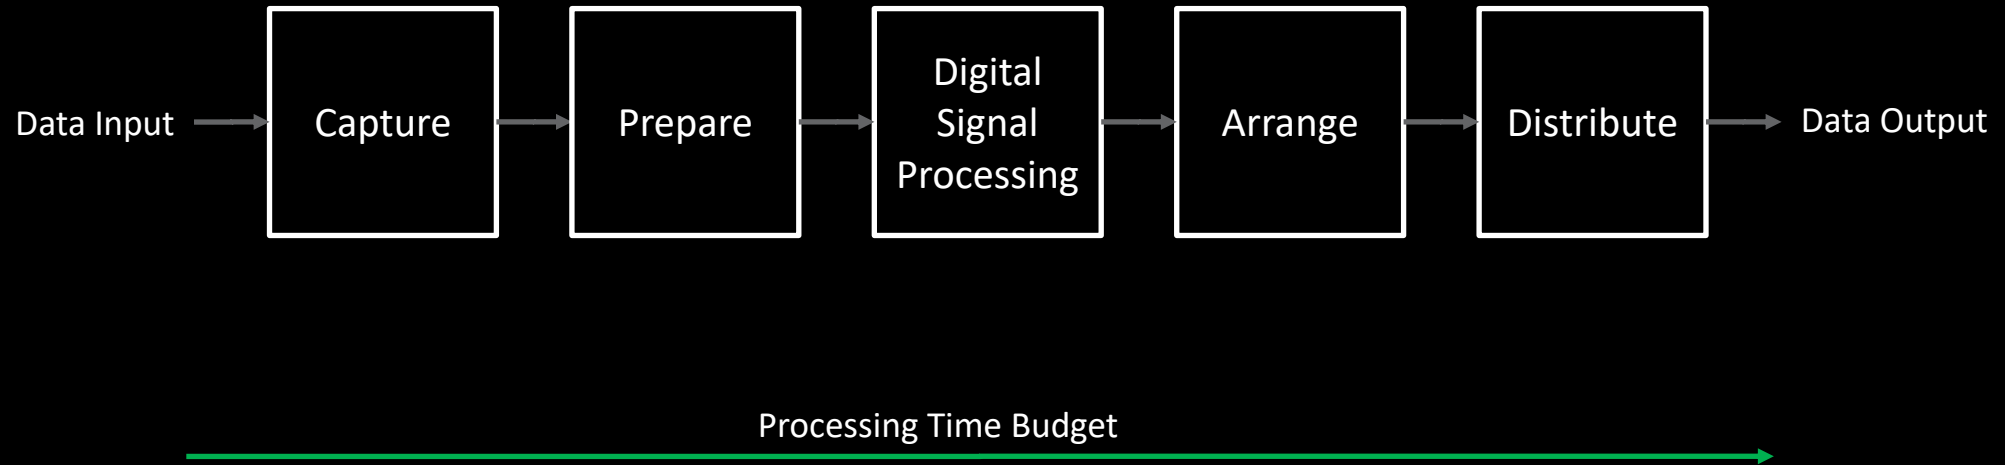 Data Input
Capture
Prepare
Digital
Signal
Processing
Arrange
Distribute
Data Output
Processing Time Budget